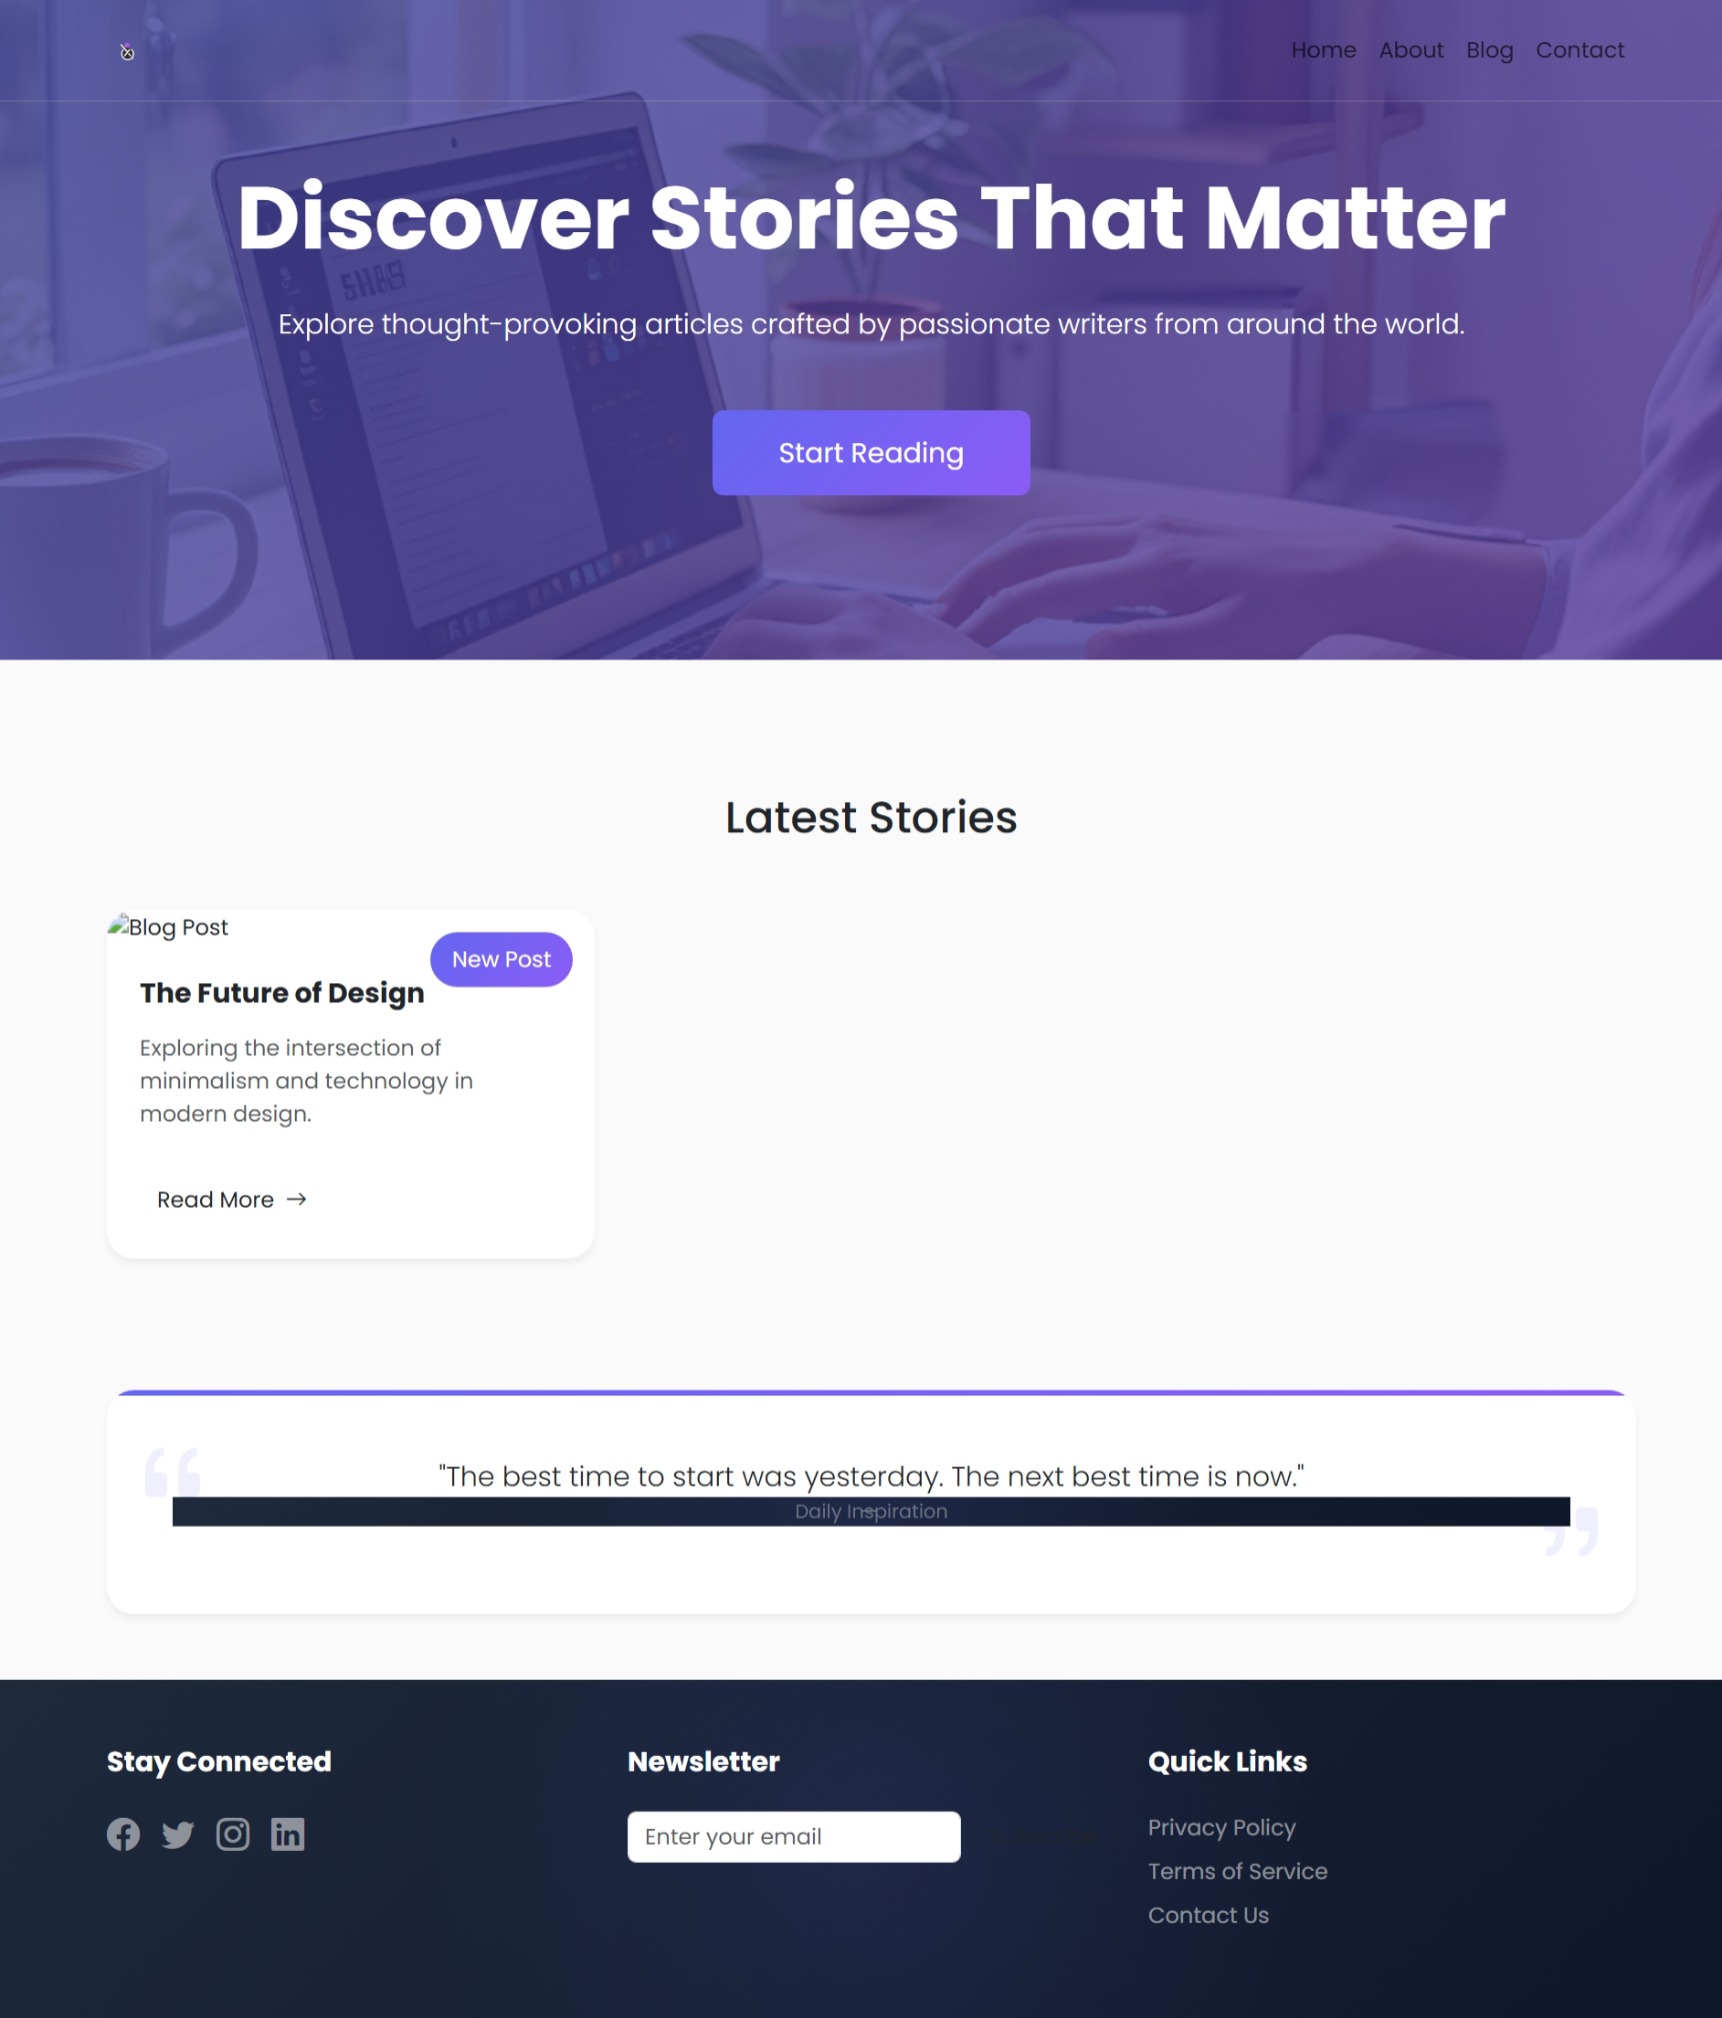 Home About Blog Contact
Discover Stories That Matter
Explore thought-provoking articles crafted by passionate writers from around the world.
Start Reading
Latest Stories
Blog Post
New Post
The Future of Design
Exploring the intersection of
minimalism and technology in
modern design.
Read More →
"The best time to start was yesterday. The next best time is now."
Daily Inspiration
Stay Connected
Newsletter
Enter your email
Quick Links
Privacy Policy
Terms of Service
Contact Us